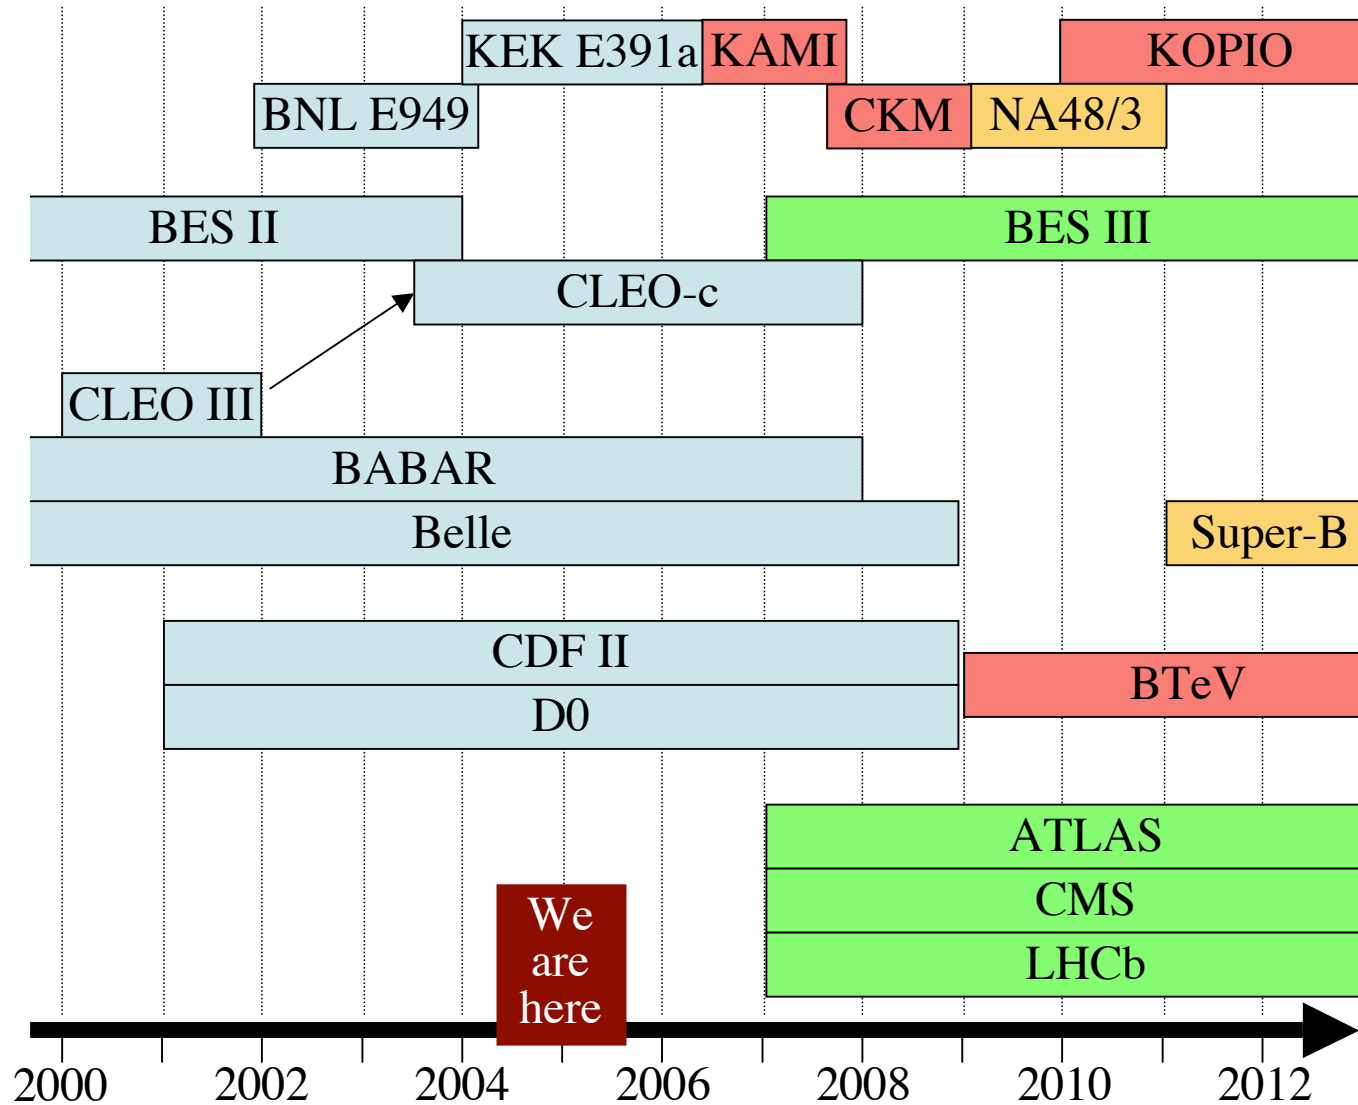 KEK E391a
KAMI
KOPIO
BNL E949
CKM
NA48/3
BES II
BES III
CLEO-c
CLEO III
BABAR
Belle
Super-B
CDF II
BTeV
D0
ATLAS
CMS
LHCb
We
are
here
2000 2002 2004 2006 2008 2010 2012